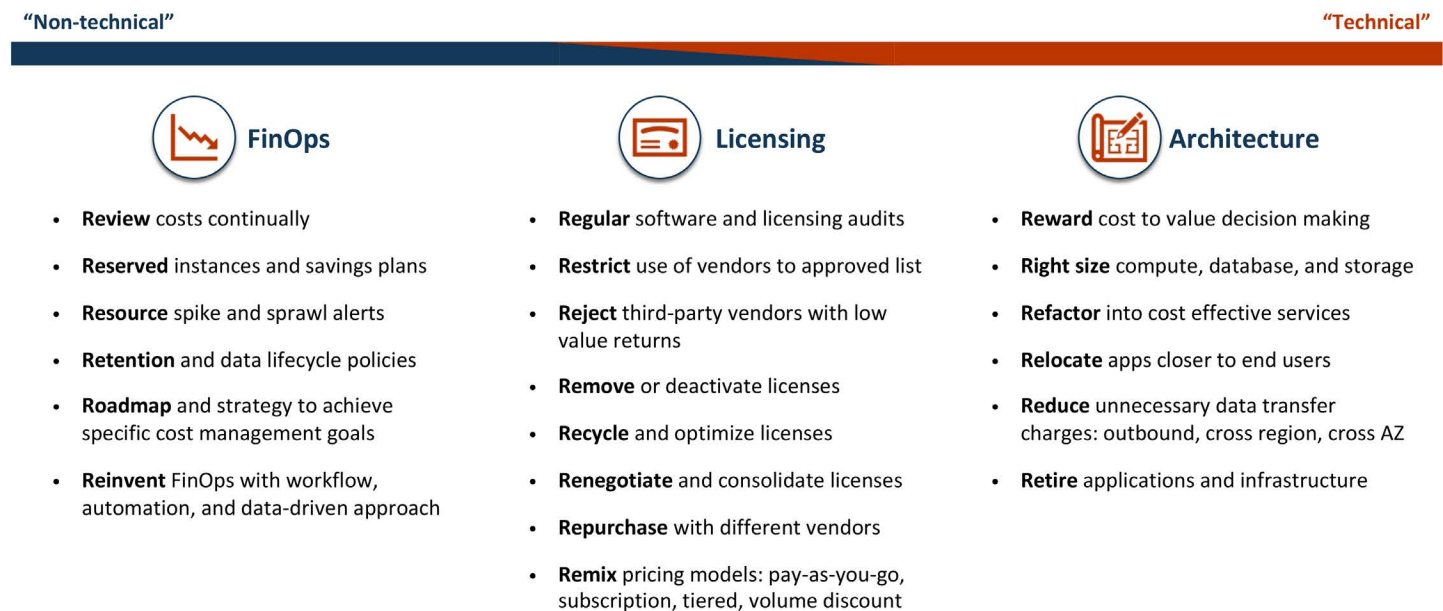 “Non-technical”
“Technical”
FinOps
• Review costs continually
• Reserved instances and savings plans
• Resource spike and sprawl alerts
• Retention and data lifecycle policies
• Roadmap and strategy to achieve
specific cost management goals
• Reinvent FinOps with workflow,
automation, and data-driven approach
Licensing
• Regular software and licensing audits
• Restrict use of vendors to approved list
• Reject third-party vendors with low
value returns
• Remove or deactivate licenses
• Recycle and optimize licenses
• Renegotiate and consolidate licenses
• Repurchase with different vendors
• Remix pricing models: pay-as-you-go,
subscription, tiered, volume discount
Architecture
• Reward cost to value decision making
• Right size compute, database, and storage
• Refactor into cost effective services
• Relocate apps closer to end users
• Reduce unnecessary data transfer
charges: outbound, cross region, cross AZ
• Retire applications and infrastructure